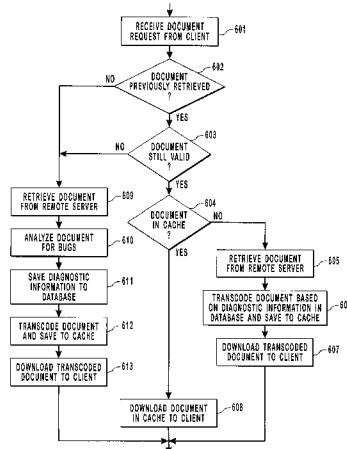 RECEIVE DOCUMENT
REQUEST FROM CLIENT
601
602
NO
DOCUMENT
PREVIOUSLY RETRIEVED
?
YES
603
NO
DOCUMENT
STILL VALID
?
YES
604
DOCUMENT
IN CACHE
?
NO
YES
RETRIEVE DOCUMENT
FROM REMOTE SERVER
609
ANALYZE DOCUMENT
FOR BUGS
610
SAVE DIAGNOSTIC
INFORMATION TO
DATABASE
611
TRANSCODE DOCUMENT
AND SAVE TO CACHE
612
DOWNLOAD TRANSCODED
DOCUMENT TO CLIENT
613
RETRIEVE DOCUMENT
FROM REMOTE SERVER
605
TRANSCODE DOCUMENT BASED
ON DIAGNOSTIC INFORMATION IN
DATABASE AND SAVE TO CACHE
60
DOWNLOAD TRANSCODED
DOCUMENT TO CLIENT
607
DOWNLOAD DOCUMENT
IN CACHE TO CLIENT
608